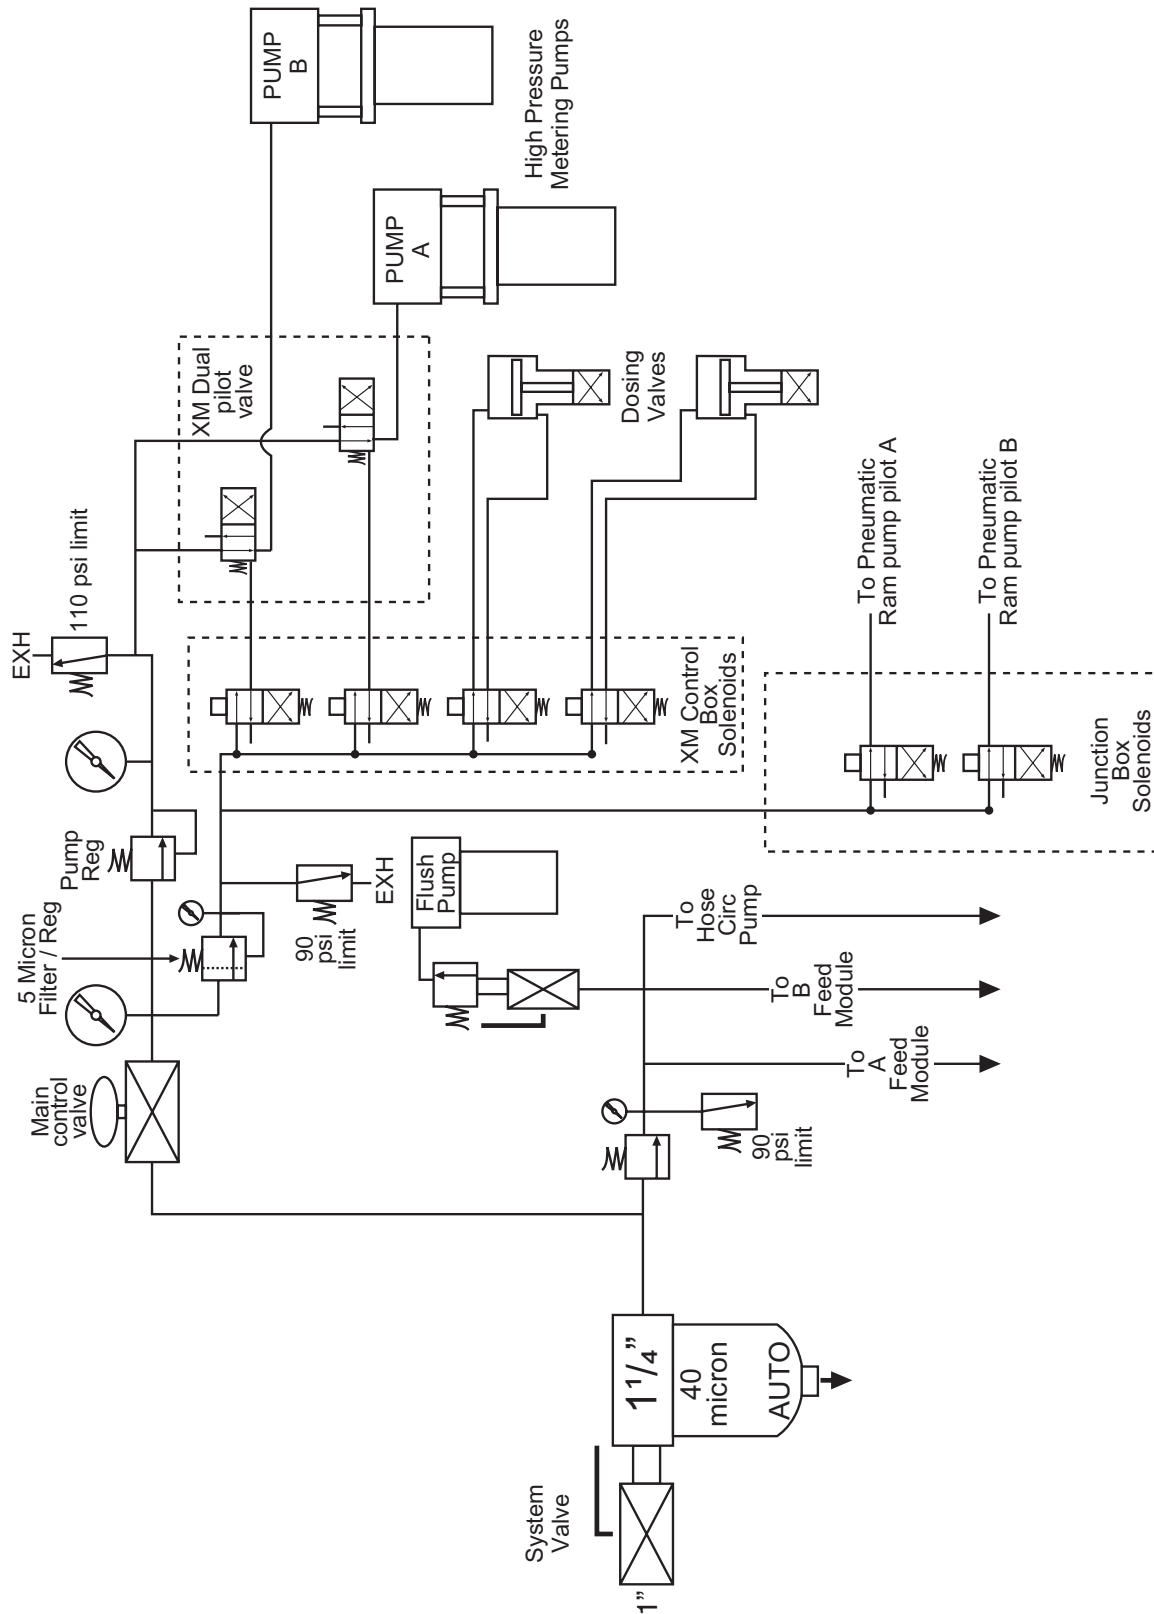 1”
System
Valve
1¹/₄”
40
micron
AUTO
Main
control
valve
5 Micron
Filter / Reg
Pump
Reg
EXH
110 psi limit
90
psi
limit
EXH
Flush
Pump
90
psi
limit
To
A
Feed
Module
To
B
Feed
Module
To
Hose
Circ
Pump
XM Control
Box
Solenoids
XM Dual
pilot
valve
PUMP
B
PUMP
A
High Pressure
Metering Pumps
Dosing
Valves
Junction
Box
Solenoids
To Pneumatic
Ram pump pilot A
To Pneumatic
Ram pump pilot B